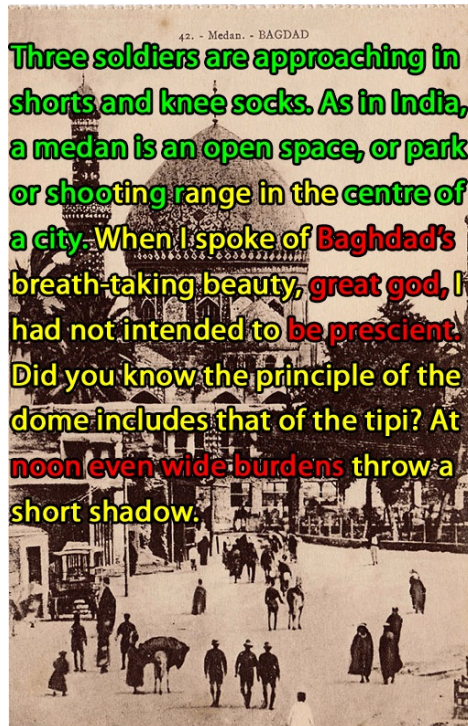 42. - Medan. - BAGDAD
Three soldiers are approaching in
shorts and knee socks. As in India,
a medan is an open space, or park
or shooting range in the centre of
a city. When I spoke of Baghdad's
breath-taking beauty, great god, I
had not intended to be prescient.
Did you know the principle of the
dome includes that of the tipi? At
noon even wide burdens throw a
short shadow.